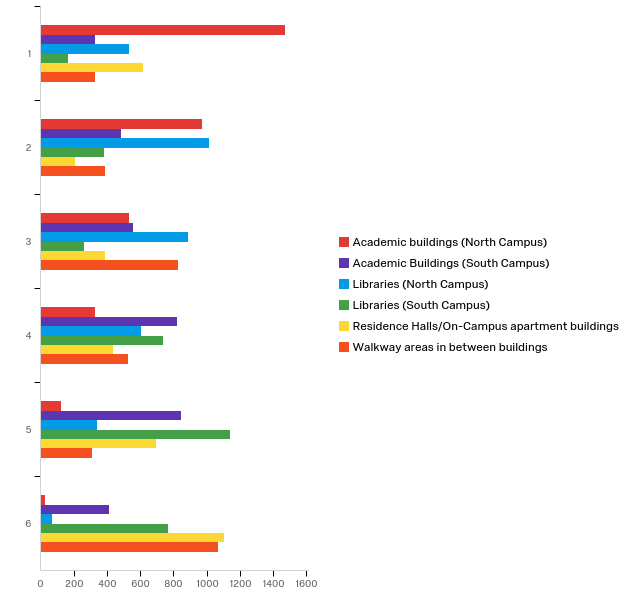 1
2
3
4
5
6
0 200 400 600 800 1000 1200 1400 1600
Academic buildings (North Campus)
Academic Buildings (South Campus)
Libraries (North Campus)
Libraries (South Campus)
Residence Halls/On-Campus apartment buildings
Walkway areas in between buildings